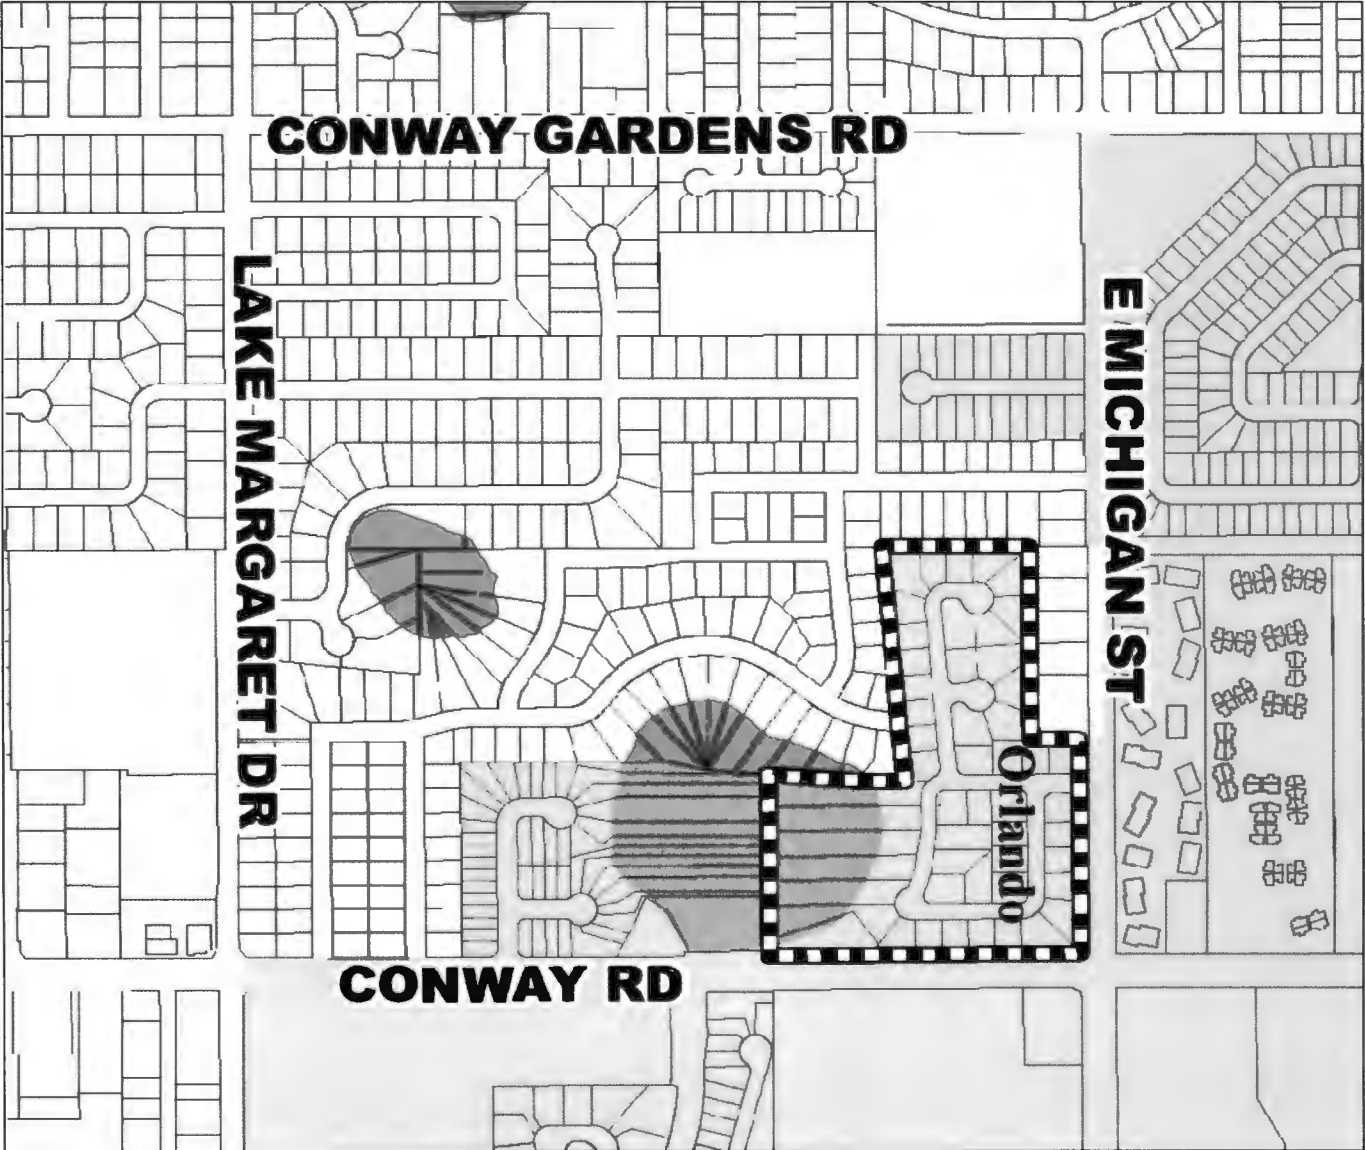 CONWAY GARDENS RD
LAKE MARGARET DR
E MICHIGAN ST
Orlando
CONWAY RD